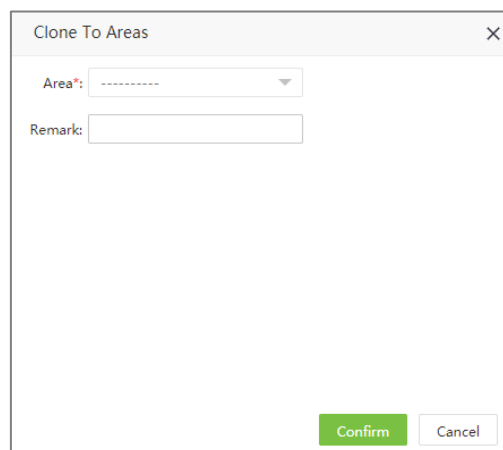 Clone To Areas
Area*: ----------
Remark:
Confirm Cancel